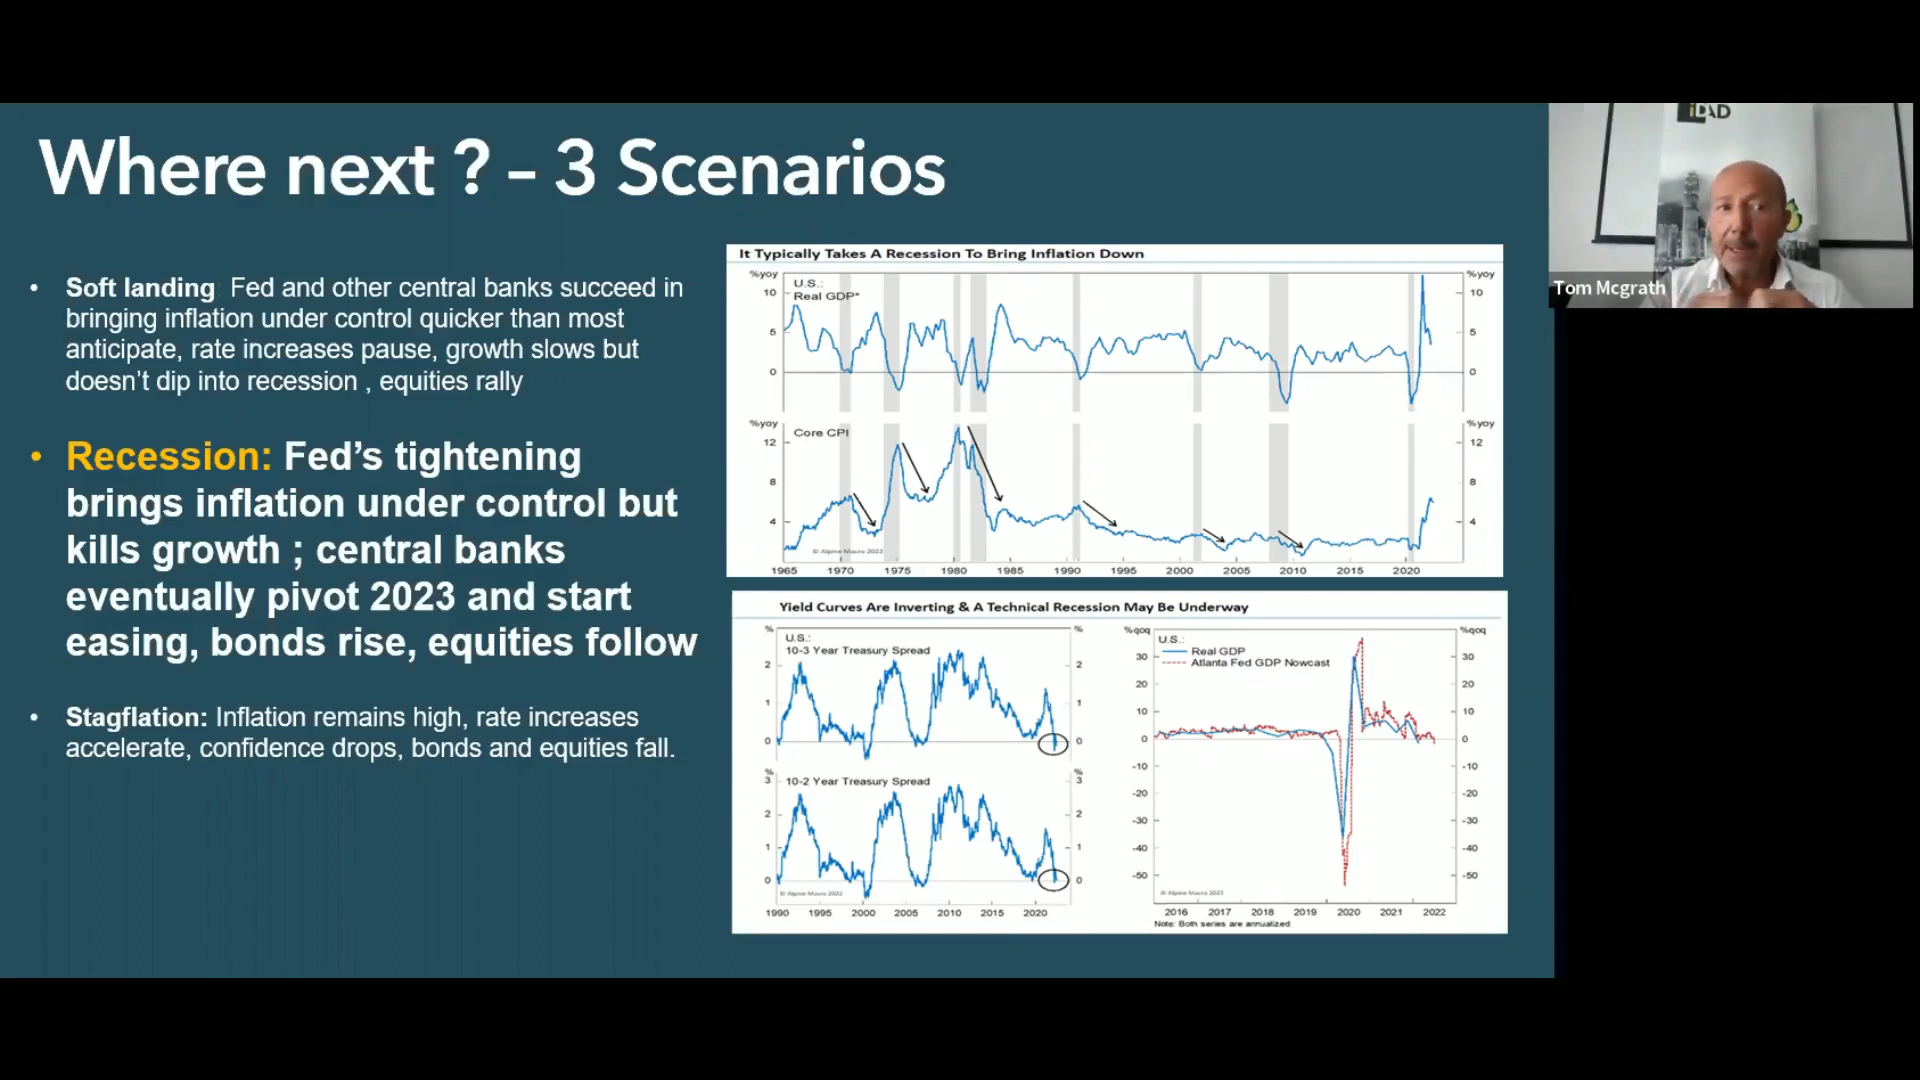 Where next ? – 3 Scenarios
• Soft landing: Fed and other central banks succeed in
bringing inflation under control quicker than most
anticipate, rate increases pause, growth slows but
doesn’t dip into recession , equities rally
• Recession: Fed’s tightening
brings inflation under control but
kills growth ; central banks
eventually pivot 2023 and start
easing, bonds rise, equities follow
• Stagflation: Inflation remains high, rate increases
accelerate, confidence drops, bonds and equities fall.
It Typically Takes A Recession To Bring Inflation Down
%yoy %yoy
U.S.:
Real GDP*
10 10
5 5
0 0
%yoy %yoy
Core CPI
12 12
8 8
4 4
© Alpine Macro 2022
1965 1970 1975 1980 1985 1990 1995 2000 2005 2010 2015 2020
Yield Curves Are Inverting & A Technical Recession May Be Underway
% %
U.S.:
10-3 Year Treasury Spread
2 2
1 1
0 0
% %
3 3
10-2 Year Treasury Spread
2 2
1 1
0 0
© Alpine Macro 2022
1990 1995 2000 2005 2010 2015 2020
%qoq %qoq
U.S.:
Real GDP
Atlanta Fed GDP Nowcast
30 30
20 20
10 10
0 0
-10 -10
-20 -20
-30 -30
-40 -40
-50 -50
© Alpine Macro 2022
2016 2017 2018 2019 2020 2021 2022
Note: Both series are annualized
iDAD
Tom Mcgrath